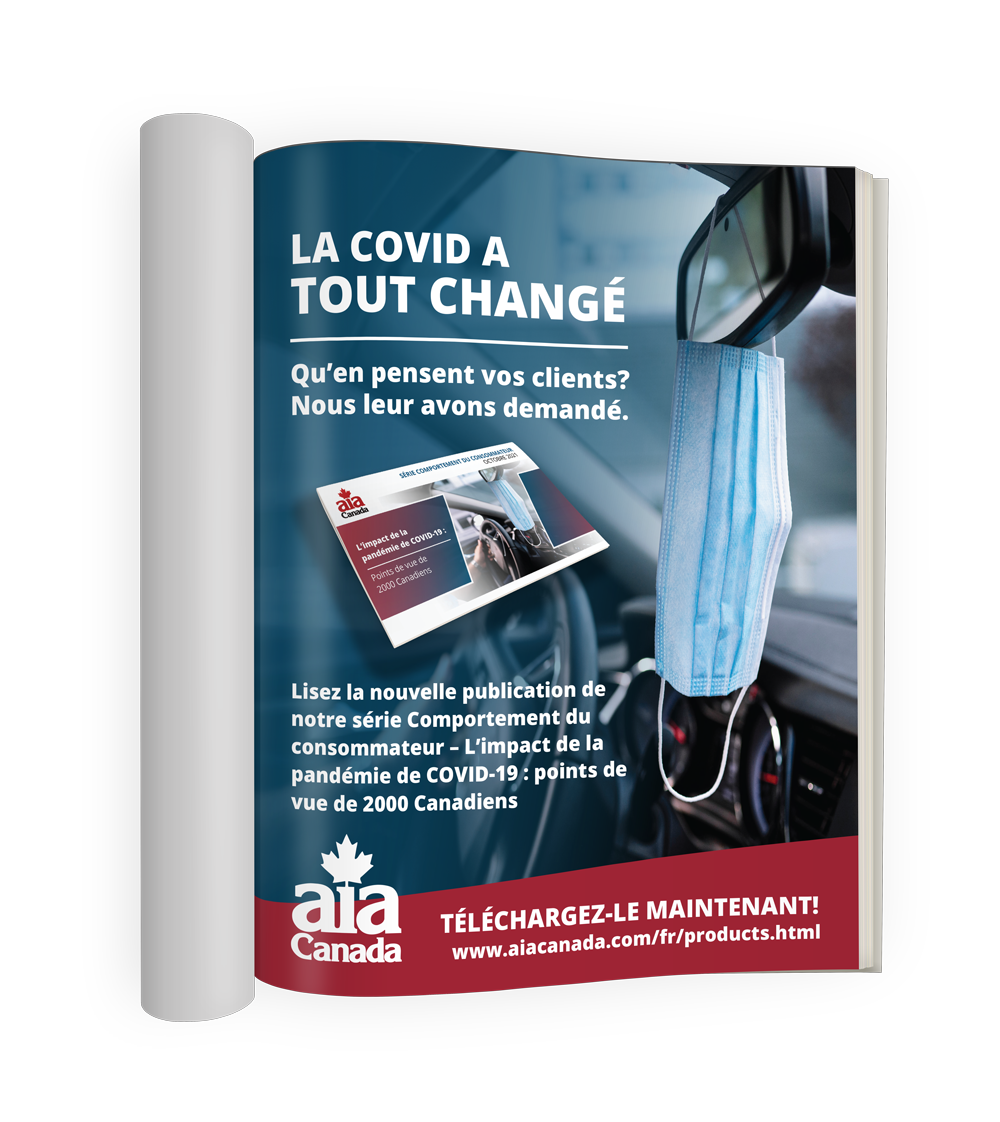 LA COVID A
TOUT CHANGÉ
Qu’en pensent vos clients?
Nous leur avons demandé.
SÉRIE COMPORTEMENT DU CONSOMMATEUR
OCTOBRE 2021
aia
Canada
L’impact de la
pandémie de COVID-19 :
Points de vue de
2000 Canadiens
Lisez la nouvelle publication de
notre série Comportement du
consommateur – L’impact de la
pandémie de COVID-19 : points de
vue de 2000 Canadiens
aia
Canada
TÉLÉCHARGEZ-LE MAINTENANT!
www.aiacanada.com/fr/products.html